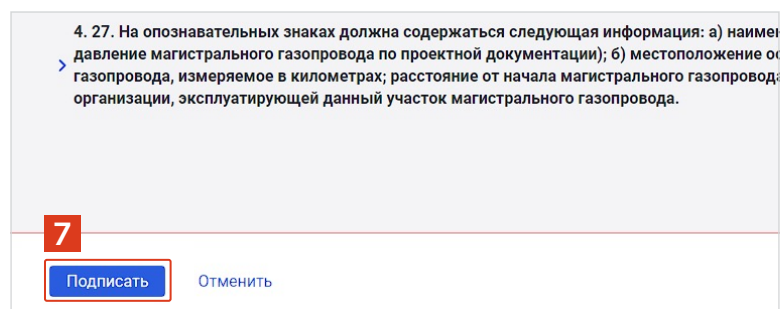 4. 27. На опознавательных знаках должна содержаться следующая информация: а)
давление магистрального газопровода по проектной документации); б) местоположение
газопровода, измеряемое в километрах; расстояние от начала магистрального
организации, эксплуатирующей данный участок магистрального газопровода.
7
Подписать Отменить